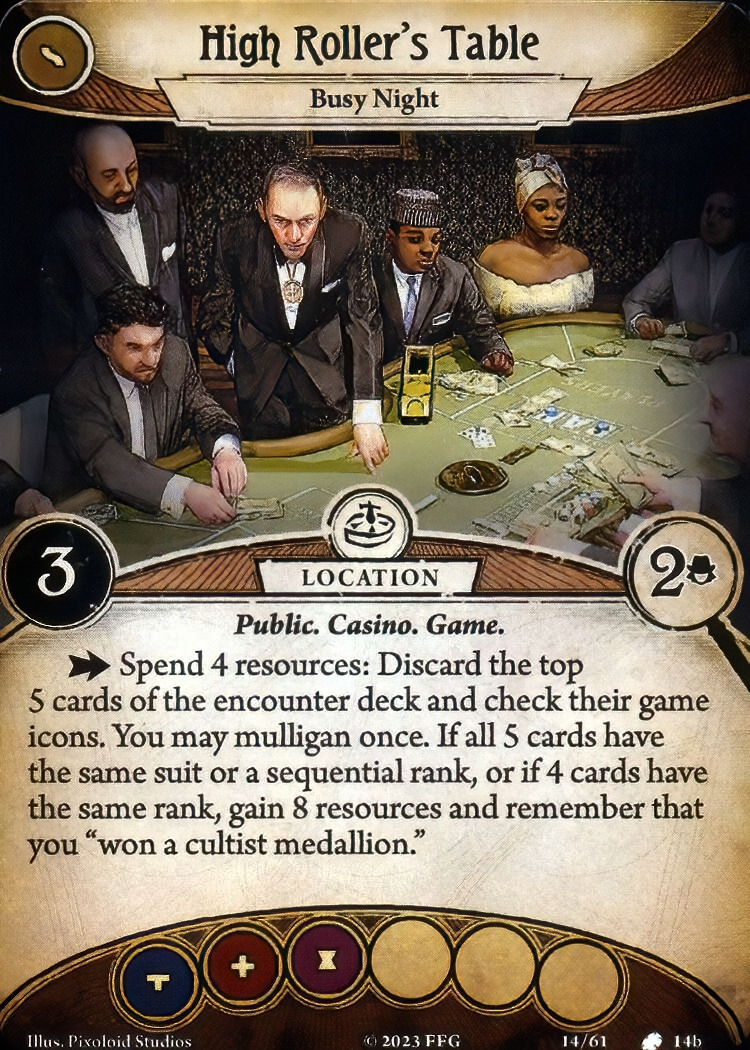 High Roller's Table
Busy Night
3
2
LOCATION
Public. Casino. Game.
Spend 4 resources: Discard the top
5 cards of the encounter deck and check their game
icons. You may mulligan once. If all 5 cards have
the same suit or a sequential rank, or if 4 cards have
the same rank, gain 8 resources and remember that
you “won a cultist medallion.”
Illus. Pixoloid Studios
© 2023 FFG
14/61
14b